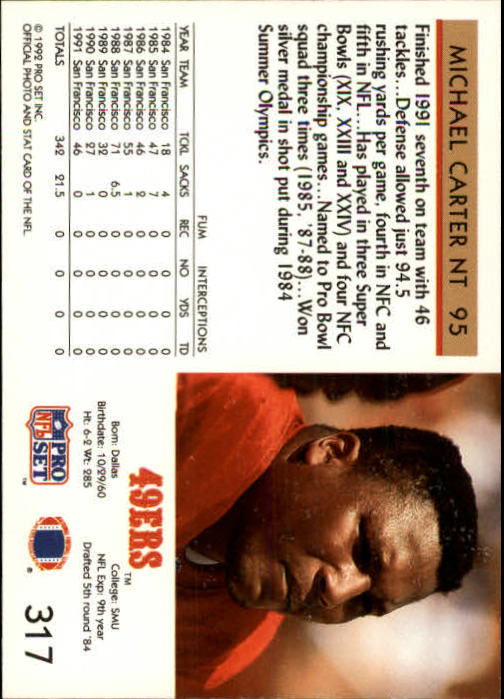 MICHAEL CARTER NT 95
Finished 1991 seventh on team with 46
tackles...Defense allowed just 94.5
rushing yards per game, fourth in NFC and
fifth in NFL...Has played in three Super
Bowls (XIX, XXIII and XXIV) and four NFC
championship games...Named to Pro Bowl
squad three times (1985, '87-88)...Won
silver medal in shot put during 1984
Summer Olympics.
FUM INTERCEPTIONS
YEAR TEAM TCKL SACKS REC NO YDS TD
1984 San Francisco 18 4 0 0 0 0
1985 San Francisco 47 7 0 0 0 0
1986 San Francisco 46 2 0 0 0 0
1987 San Francisco 55 1 0 0 0 0
1988 San Francisco 71 6.5 0 0 0 0
1989 San Francisco 32 0 0 0 0 0
1990 San Francisco 27 1 0 0 0 0
1991 San Francisco 46 0 0 0 0 0
TOTALS 342 21.5 0 0 0 0
© 1992 PRO SET INC.
OFFICIAL PHOTO AND STAT CARD OF THE NFL
49ERS™
Born: Dallas College: SMU
Birthdate: 10/29/60 NFL Exp: 9th year
Ht: 6-2 Wt: 285 Drafted 5th round '84
PRO
NFL
SET™
®
317